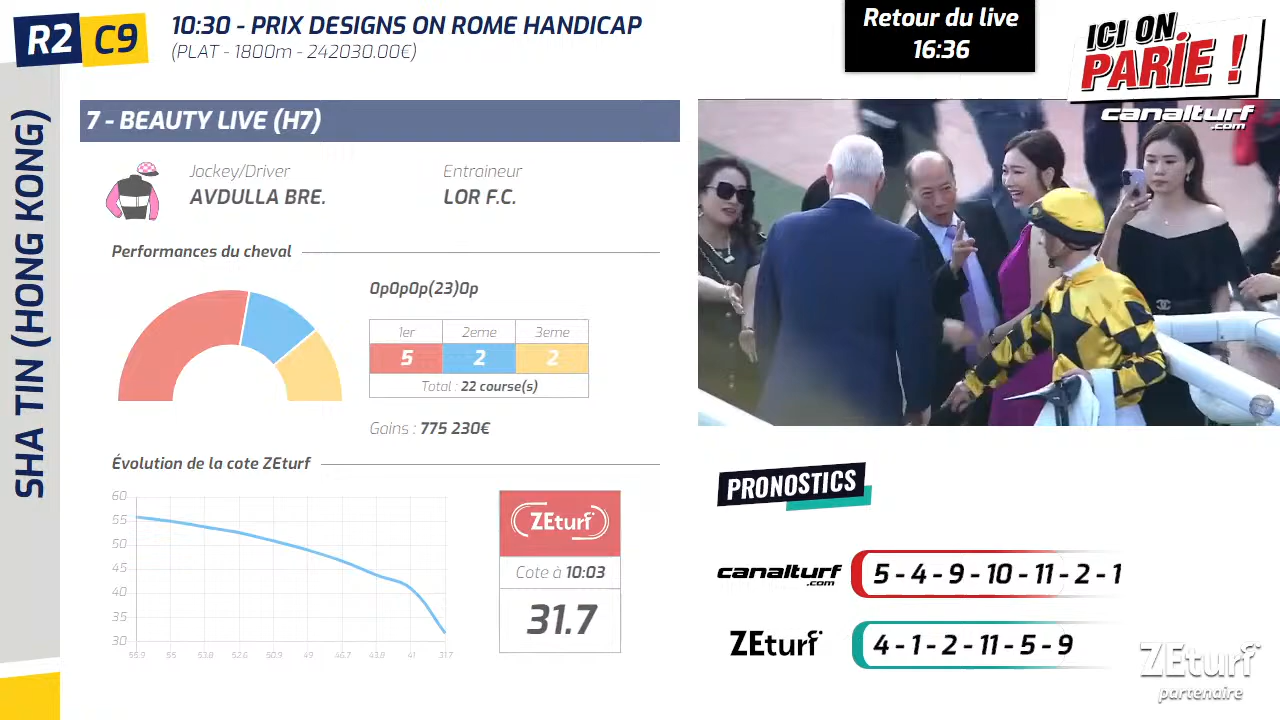 R2 C9
10:30 - PRIX DESIGNS ON ROME HANDICAP
(PLAT - 1800m - 242030.00€)
Retour du live
16:36
ICI ON
PARIE !
canalturf
.com
SHA TIN (HONG KONG)
7 - BEAUTY LIVE (H7)
Jockey/Driver
AVDULLA BRE.
Entraineur
LOR F.C.
Performances du cheval
0p0p0p(23)0p
1er 2eme 3eme
5 2 2
Total : 22 course(s)
Gains : 775 230€
Évolution de la cote ZEturf
60
55
50
45
40
35
30
55.9 55 53.8 52.6 50.9 49 46.7 43.8 41 31.7
ZEturf
Cote à 10:03
31.7
PRONOSTICS
canalturf
.com
5 - 4 - 9 - 10 - 11 - 2 - 1
ZEturf
4 - 1 - 2 - 11 - 5 - 9
ZEturf
partenaire